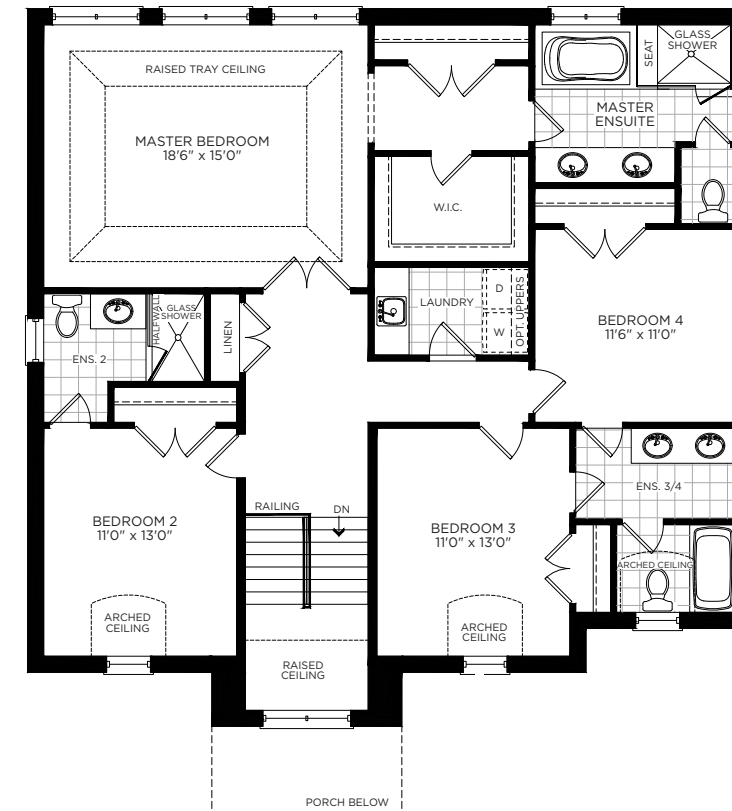 RAISED TRAY CEILING
MASTER BEDROOM
18'6" x 15'0"
SEAT
GLASS
SHOWER
MASTER
ENSUITE
W.I.C.
HALFWALL
GLASS
SHOWER
LINEN
ENS. 2
LAUNDRY
D
W
OPT. UPPERS
BEDROOM 4
11'6" x 11'0"
BEDROOM 2
11'0" x 13'0"
RAILING
DN
BEDROOM 3
11'0" x 13'0"
ENS. 3/4
ARCHED CEILING
ARCHED
CEILING
RAISED
CEILING
ARCHED
CEILING
PORCH BELOW